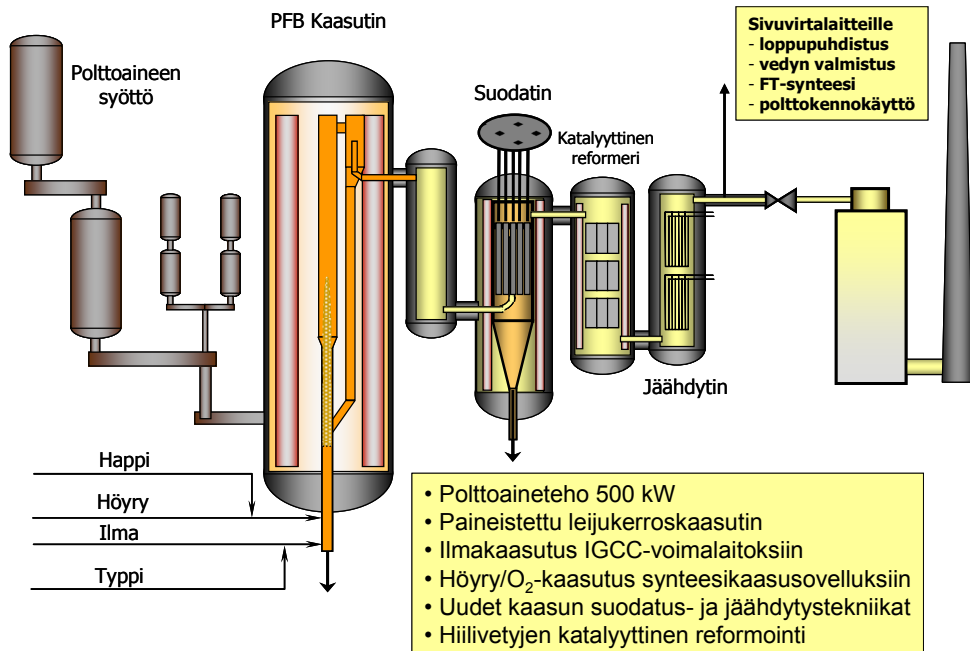 PFB Kaasutin
Polttoaineen
syöttö
Suodatin
Katalyyttinen
reformeri
Sivuvirtalaitteille
- loppupuhdistus
- vedyn valmistus
- FT-synteesi
- polttokennokäyttö
Jäähdytin
Happi
Höyry
Ilma
Typpi
• Polttoaineteho 500 kW
• Paineistettu leijukerroskaasutin
• Ilmakaasutus IGCC-voimalaitoksiin
• Höyry/O₂-kaasutus synteesikaasusovelluksiin
• Uudet kaasun suodatus- ja jäähdytystekniikat
• Hiilivetyjen katalyyttinen reformointi